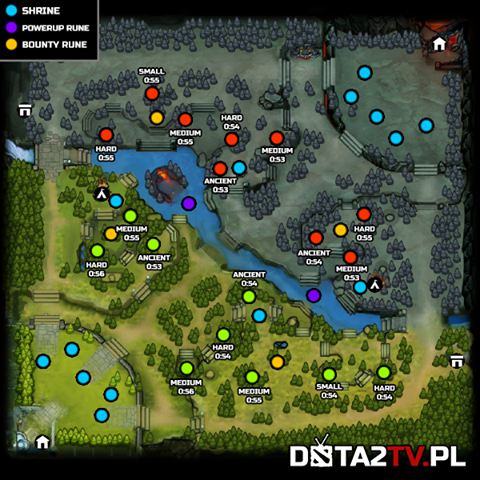 SHRINE
POWERUP RUNE
BOUNTY RUNE
SMALL
0:55
MEDIUM
0:55
HARD
0:54
HARD
0:55
MEDIUM
0:53
ANCIENT
0:53
MEDIUM
0:55
HARD
0:55
ANCIENT
0:53
ANCIENT
0:54
HARD
0:56
MEDIUM
0:53
ANCIENT
0:54
HARD
0:54
MEDIUM
0:56
MEDIUM
0:55
SMALL
0:54
HARD
0:54
DOTA2TV.PL